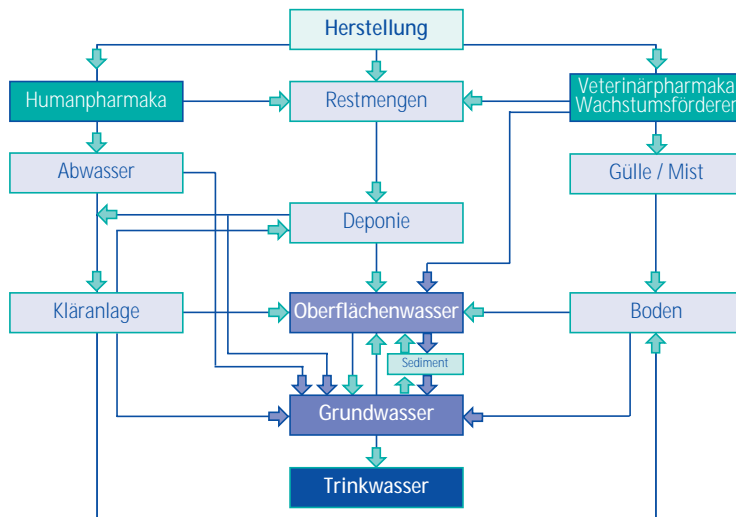 Herstellung
Humanpharmaka
Restmengen
Veterinärpharmaka
Wachstumsförderer
Abwasser
Gülle / Mist
Deponie
Kläranlage
Oberflächenwasser
Boden
Sediment
Grundwasser
Trinkwasser